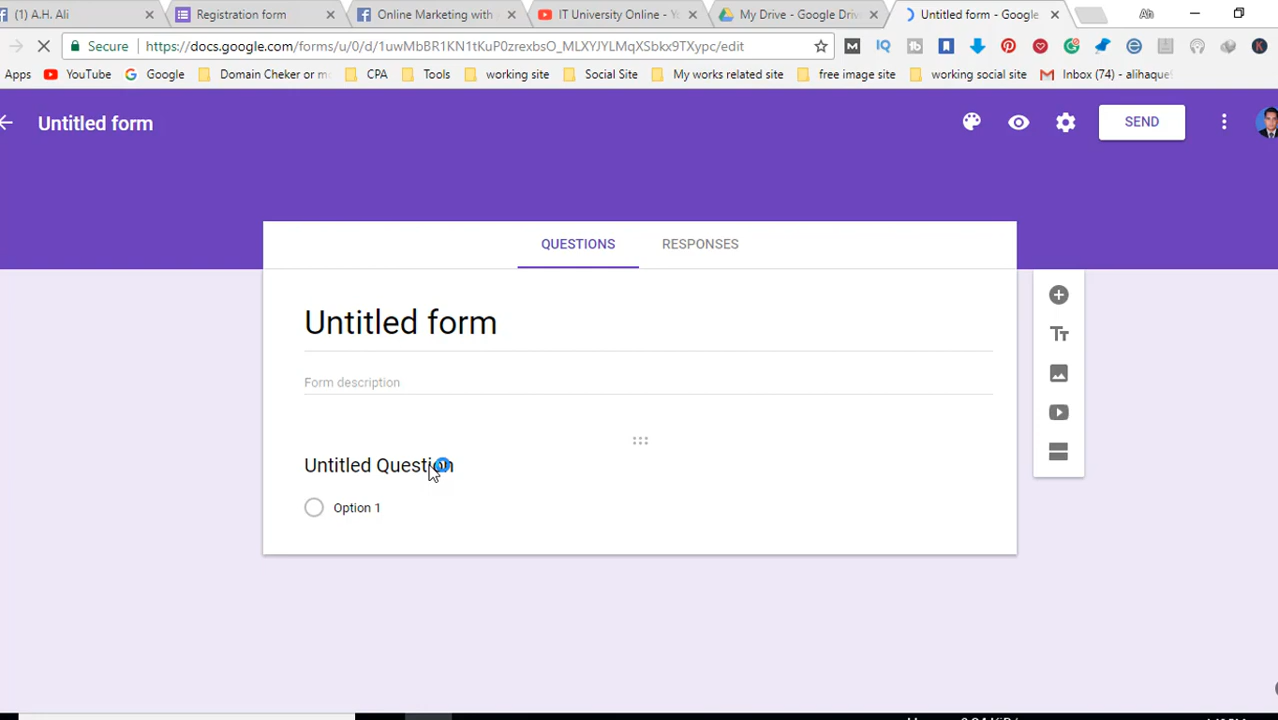 (1) A.H. Ali
Registration form
Online Marketing with
IT University Online - Yo
My Drive - Google Driv
Untitled form - Google
Ah
Secure
https://docs.google.com/forms/u/0/d/1uwMbBR1KN1tKuP0zrexbsO_MLXYJYLMqXSbkx9TXypc/edit
Apps
YouTube
Google
Domain Cheker or m
CPA
Tools
working site
Social Site
My works related site
free image site
working social site
Inbox (74) - alihaque
Untitled form
SEND
QUESTIONS
RESPONSES
Untitled form
Form description
Untitled Question
Option 1